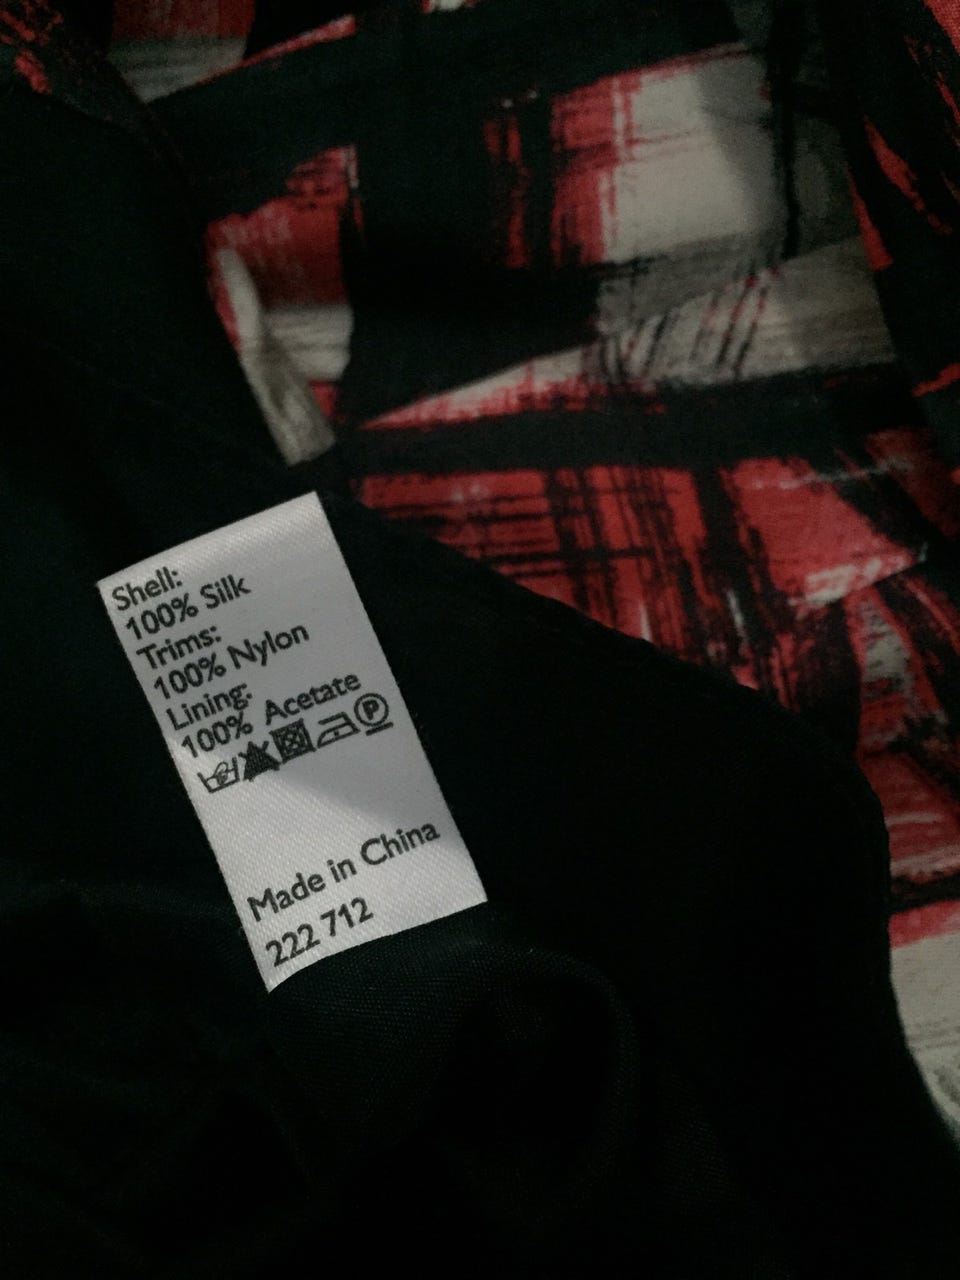 Shell:
100% Silk
Trims:
100% Nylon
Lining:
100% Acetate
P
Made in China
222 712